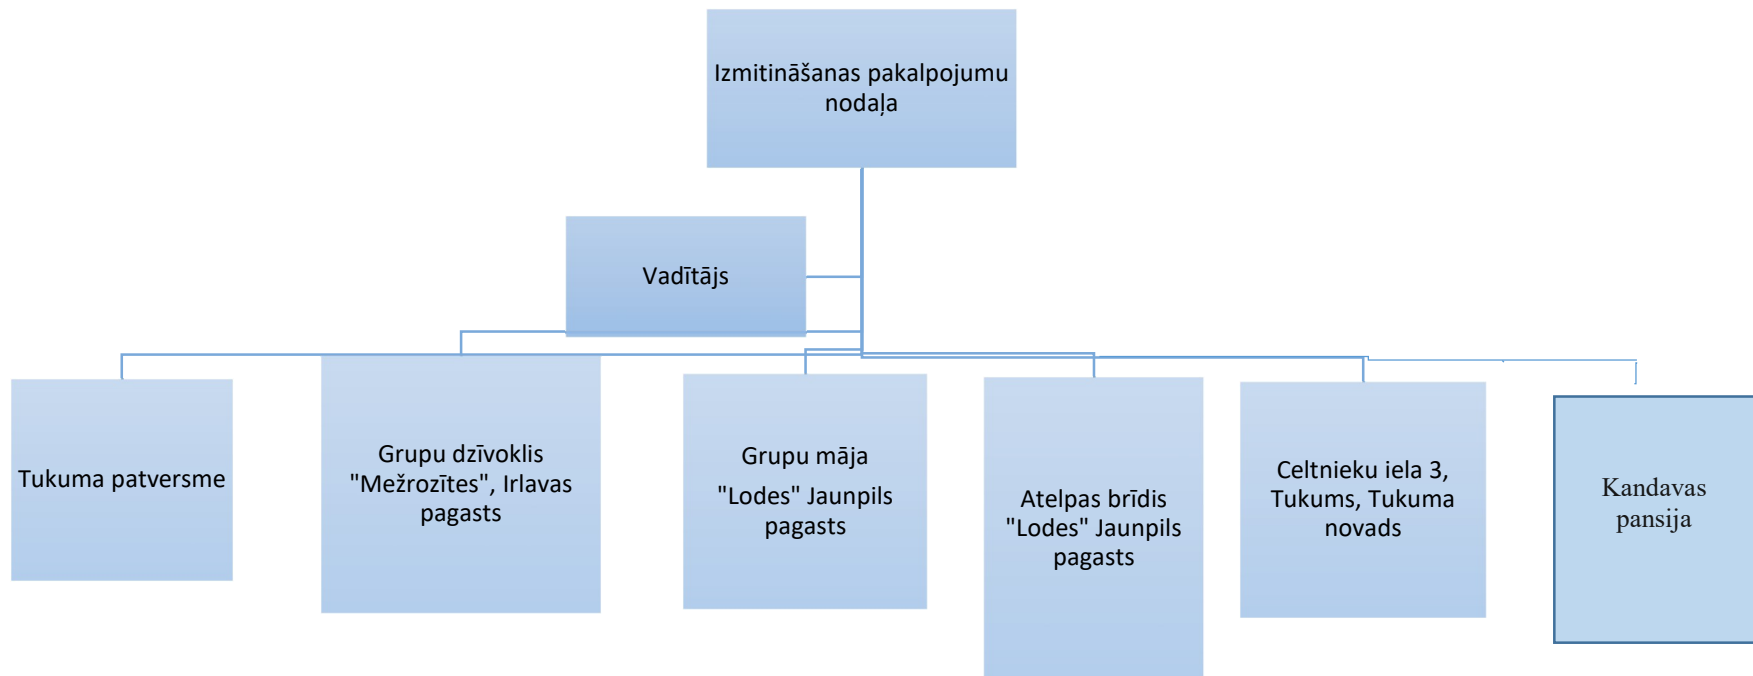 Izmitināšanas pakalpojumu
nodaļa
Vadītājs
Tukuma patversme
Grupu dzīvoklis
"Mežrozītes", Irlavas
pagasts
Grupu māja
"Lodes" Jaunpils
pagasts
Atelpas brīdis
"Lodes" Jaunpils
pagasts
Celtnieku iela 3,
Tukums, Tukuma
novads
Kandavas
pansija